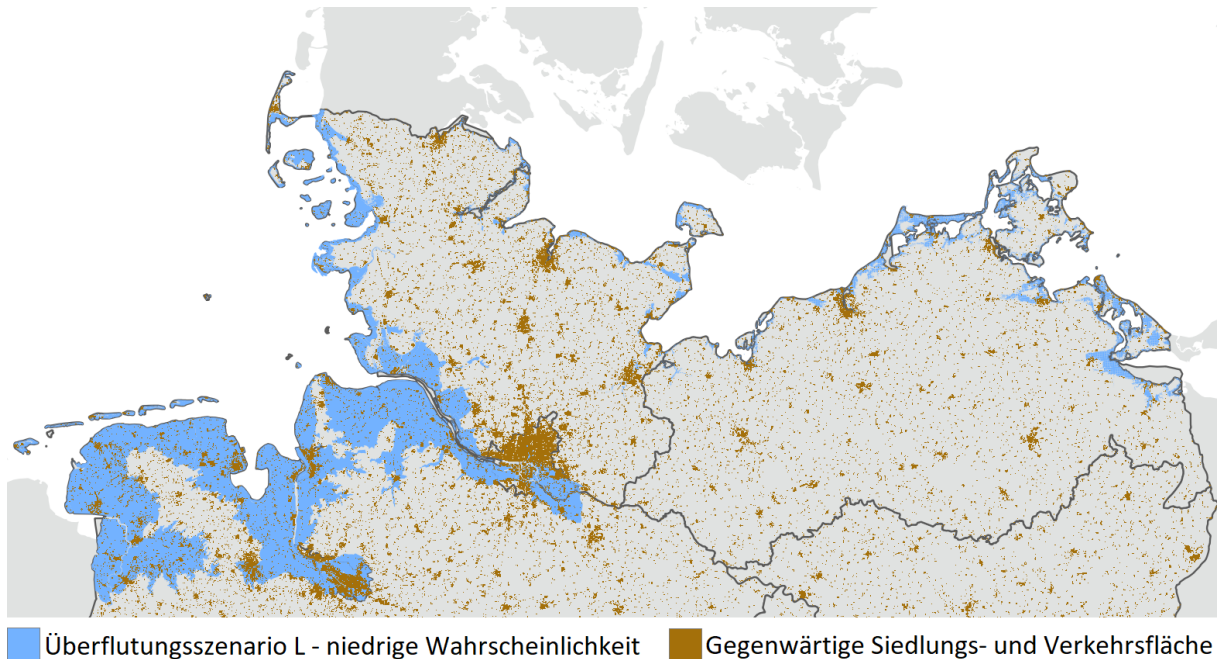 Überflutungsszenario L - niedrige Wahrscheinlichkeit
Gegenwärtige Siedlungs- und Verkehrsfläche